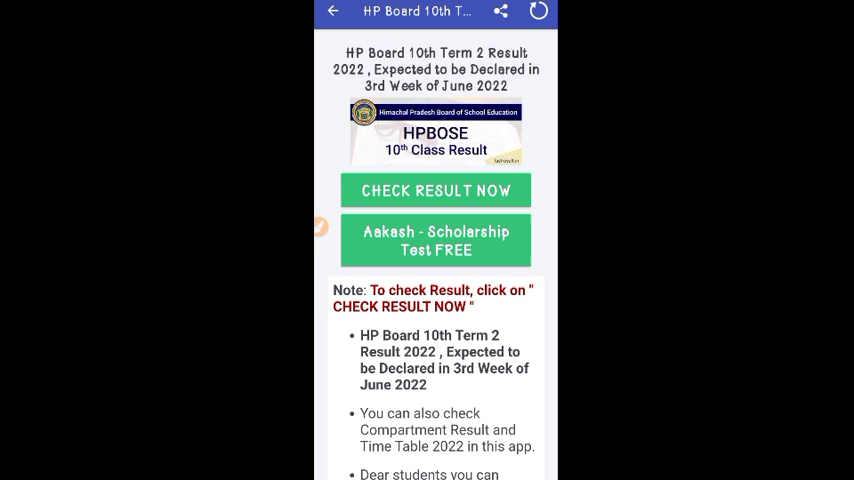 HP Board 10th T...
HP Board 10th Term 2 Result
2022 , Expected to be Declared in
3rd Week of June 2022
Himachal Pradesh Board of School Education
HPBOSE
10th Class Result
fastresult.in
CHECK RESULT NOW
Aakash - Scholarship
Test FREE
Note: To check Result, click on "
CHECK RESULT NOW "
• HP Board 10th Term 2
Result 2022 , Expected to
be Declared in 3rd Week of
June 2022
• You can also check
Compartment Result and
Time Table 2022 in this app.
• Dear students you can